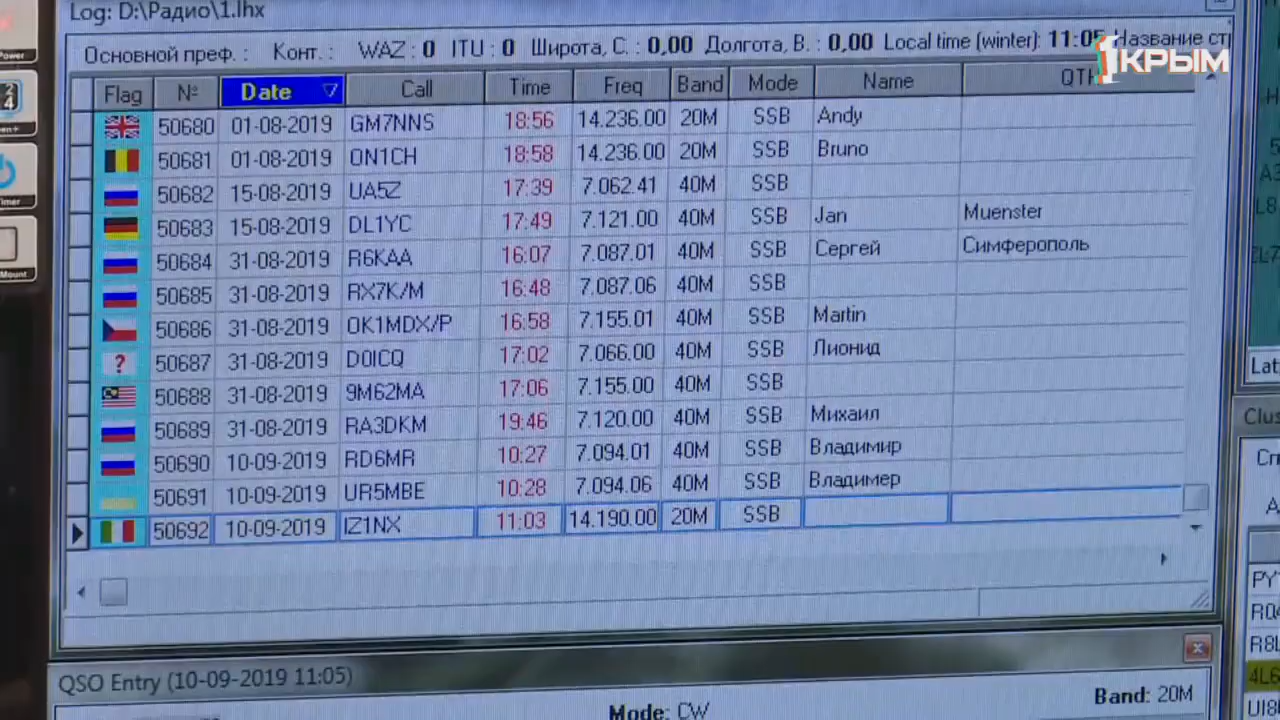 Log: D:\Радио\1.lhx
Основной преф. : Конт. : WAZ : 0 ITU : 0 Широта, С. : 0,00 Долгота, В. : 0,00 Local time (winter): 11:05 Название ст
1КРЫМ
Flag № Date Call Time Freq Band Mode Name QTH
50680 01-08-2019 GM7NNS 18:56 14.236.00 20M SSB Andy
50681 01-08-2019 ON1CH 18:58 14.236.00 20M SSB Bruno
50682 15-08-2019 UA5Z 17:39 7.062.41 40M SSB
50683 15-08-2019 DL1YC 17:49 7.121.00 40M SSB Jan Muenster
50684 31-08-2019 R6KAA 16:07 7.087.01 40M SSB Сергей Симферополь
50685 31-08-2019 RX7K/M 16:48 7.087.06 40M SSB
50686 31-08-2019 OK1MDX/P 16:58 7.155.01 40M SSB Martin
? 50687 31-08-2019 D0ICQ 17:02 7.066.00 40M SSB Лионид
50688 31-08-2019 9M62MA 17:06 7.155.00 40M SSB
50689 31-08-2019 RA3DKM 19:46 7.120.00 40M SSB Михаил
50690 10-09-2019 RD6MR 10:27 7.094.01 40M SSB Владимир
50691 10-09-2019 UR5MBE 10:28 7.094.06 40M SSB Владимер
50692 10-09-2019 IZ1NX 11:03 14.190.00 20M SSB
QSO Entry (10-09-2019 11:05)
Mode: CW Band: 20M
Power
24
Timer
Mount
Lat
Clus
Сп
PY
R8L
4L6
UI8